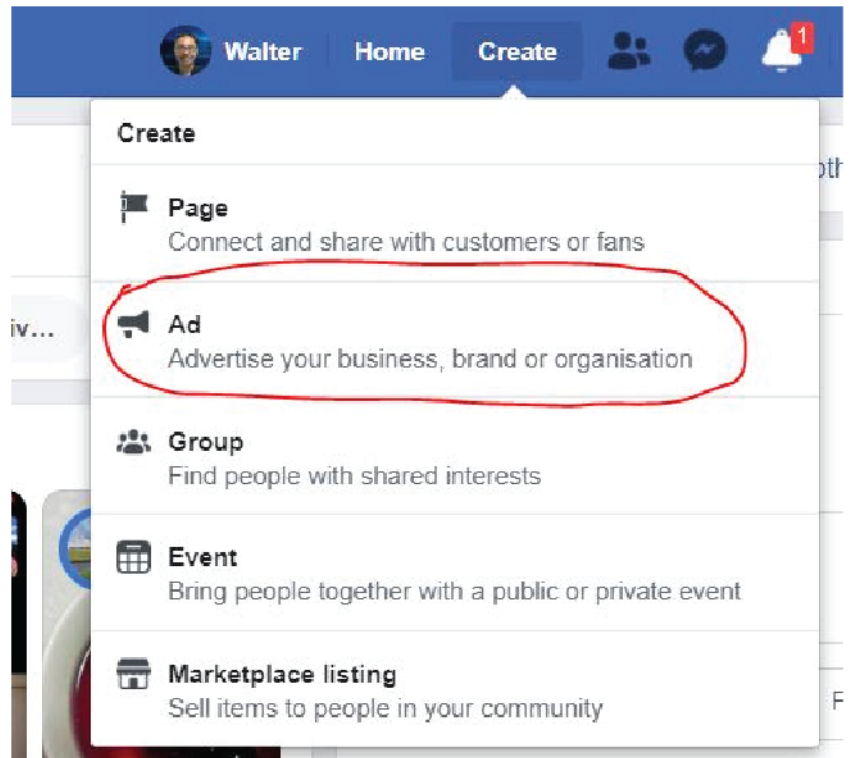 Walter Home Create 1
Create
Page
Connect and share with customers or fans
Ad
Advertise your business, brand or organisation
iv...
Group
Find people with shared interests
Event
Bring people together with a public or private event
Marketplace listing
Sell items to people in your community